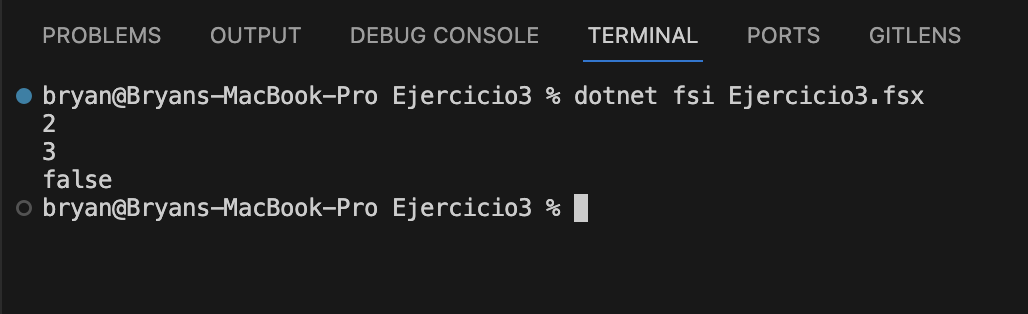 PROBLEMS OUTPUT DEBUG CONSOLE TERMINAL PORTS GITLENS
bryan@Bryans-MacBook-Pro Ejercicio3 % dotnet fsi Ejercicio3.fsx
2
3
false
bryan@Bryans-MacBook-Pro Ejercicio3 %